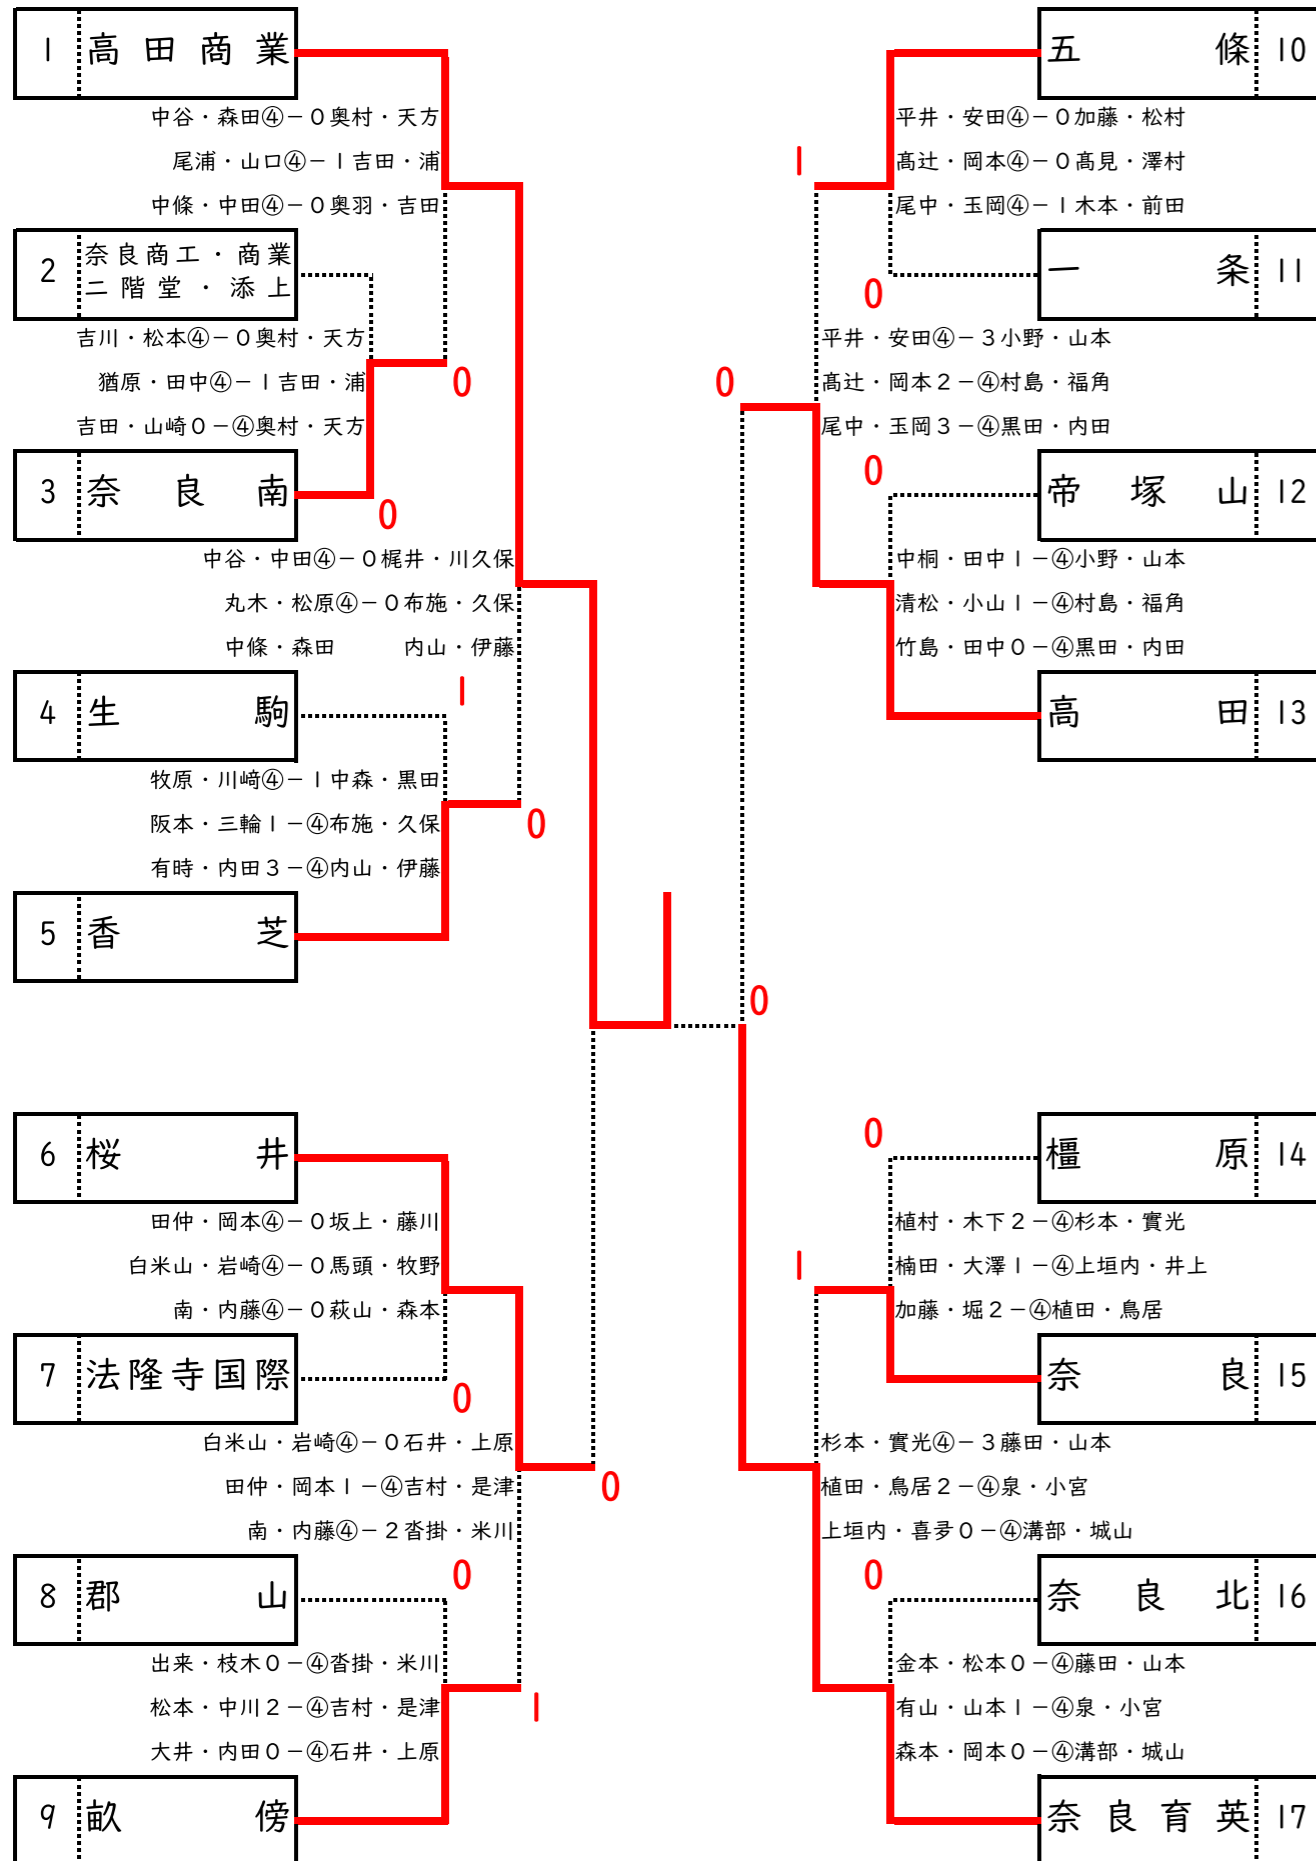 1 高田商業
中谷・森田④－0奥村・天方
尾浦・山口④－1吉田・浦
中條・中田④－0奥羽・吉田
2 奈良商工・商業
二階堂・添上
吉川・松本④－0奥村・天方
猶原・田中④－1吉田・浦
0
吉田・山崎0－④奥村・天方
3 奈良南
0
中谷・中田④－0梶井・川久保
丸木・松原④－0布施・久保
中條・森田 内山・伊藤
1
4 生駒
牧原・川﨑④－1中森・黒田
阪本・三輪1－④布施・久保
0
有時・内田3－④内山・伊藤
5 香芝
6 桜井
田仲・岡本④－0坂上・藤川
白米山・岩崎④－0馬頭・牧野
南・内藤④－0萩山・森本
7 法隆寺国際
0
白米山・岩崎④－0石井・上原
田仲・岡本1－④吉村・是津
0
南・内藤④－2沓掛・米川
0
8 郡山
出来・枝木0－④沓掛・米川
松本・中川2－④吉村・是津
1
大井・内田0－④石井・上原
9 畝傍
五條 10
平井・安田④－0加藤・松村
1
髙辻・岡本④－0髙見・澤村
尾中・玉岡④－1木本・前田
一条 11
0
平井・安田④－3小野・山本
0
髙辻・岡本2－④村島・福角
尾中・玉岡3－④黒田・内田
0
帝塚山 12
中桐・田中1－④小野・山本
清松・小山1－④村島・福角
竹島・田中0－④黒田・内田
高田 13
0
0
橿原 14
植村・木下2－④杉本・實光
1
楠田・大澤1－④上垣内・井上
加藤・堀2－④植田・鳥居
奈良 15
杉本・實光④－3藤田・山本
植田・鳥居2－④泉・小宮
上垣内・喜多0－④溝部・城山
0
奈良北 16
金本・松本0－④藤田・山本
有山・山本1－④泉・小宮
森本・岡本0－④溝部・城山
奈良育英 17